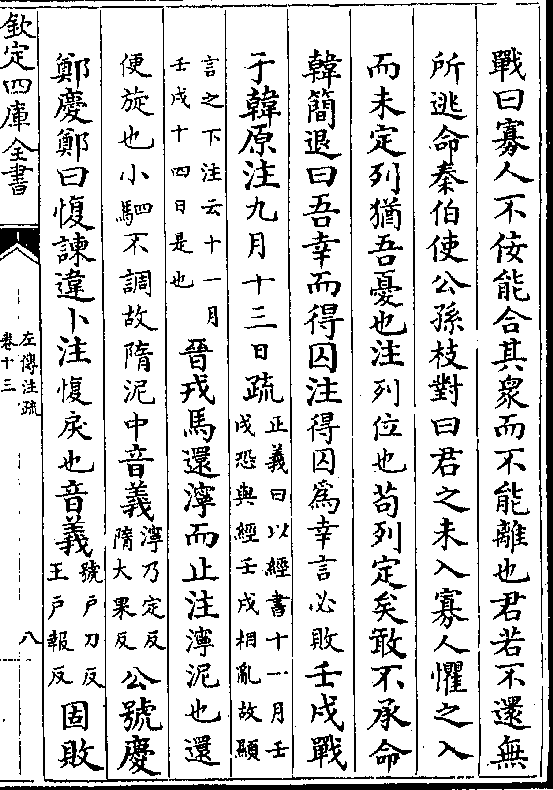 戰曰寡人不佞能合其衆而不能離也君若不還無
所逃命秦伯使公孫枝對曰君之未入寡人懼之入
而未定列猶吾憂也注列位也苟列定矣敢不承命
韓簡退曰吾幸而得囚注得囚爲幸言必敗壬戌戰
于韓原注九月十三日疏正義曰以經書十一月壬戌恐與經壬戌相亂故顯
言之下注云十一月壬戌十四日是也晉戎馬還濘而止注濘泥也還
便旋也小駟不調故隋泥中音義濘乃定反隋大果反公號慶
鄭慶鄭曰愎諫違卜注愎戾也音義號戶刀反王戶報反固敗
欽定四庫全書
左傳注疏
卷十三
八